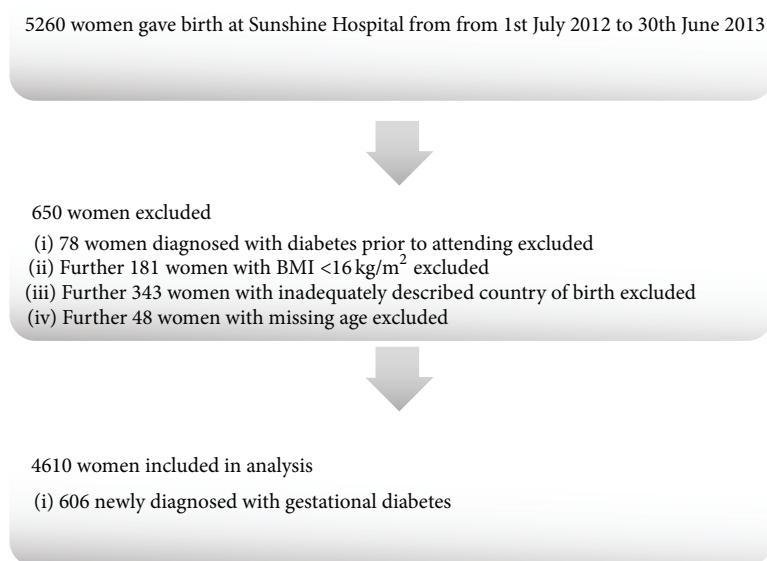 5260 women gave birth at Sunshine Hospital from from 1st July 2012 to 30th June 2013
650 women excluded
(i) 78 women diagnosed with diabetes prior to attending excluded
(ii) Further 181 women with BMI <16 kg/m² excluded
(iii) Further 343 women with inadequately described country of birth excluded
(iv) Further 48 women with missing age excluded
4610 women included in analysis
(i) 606 newly diagnosed with gestational diabetes